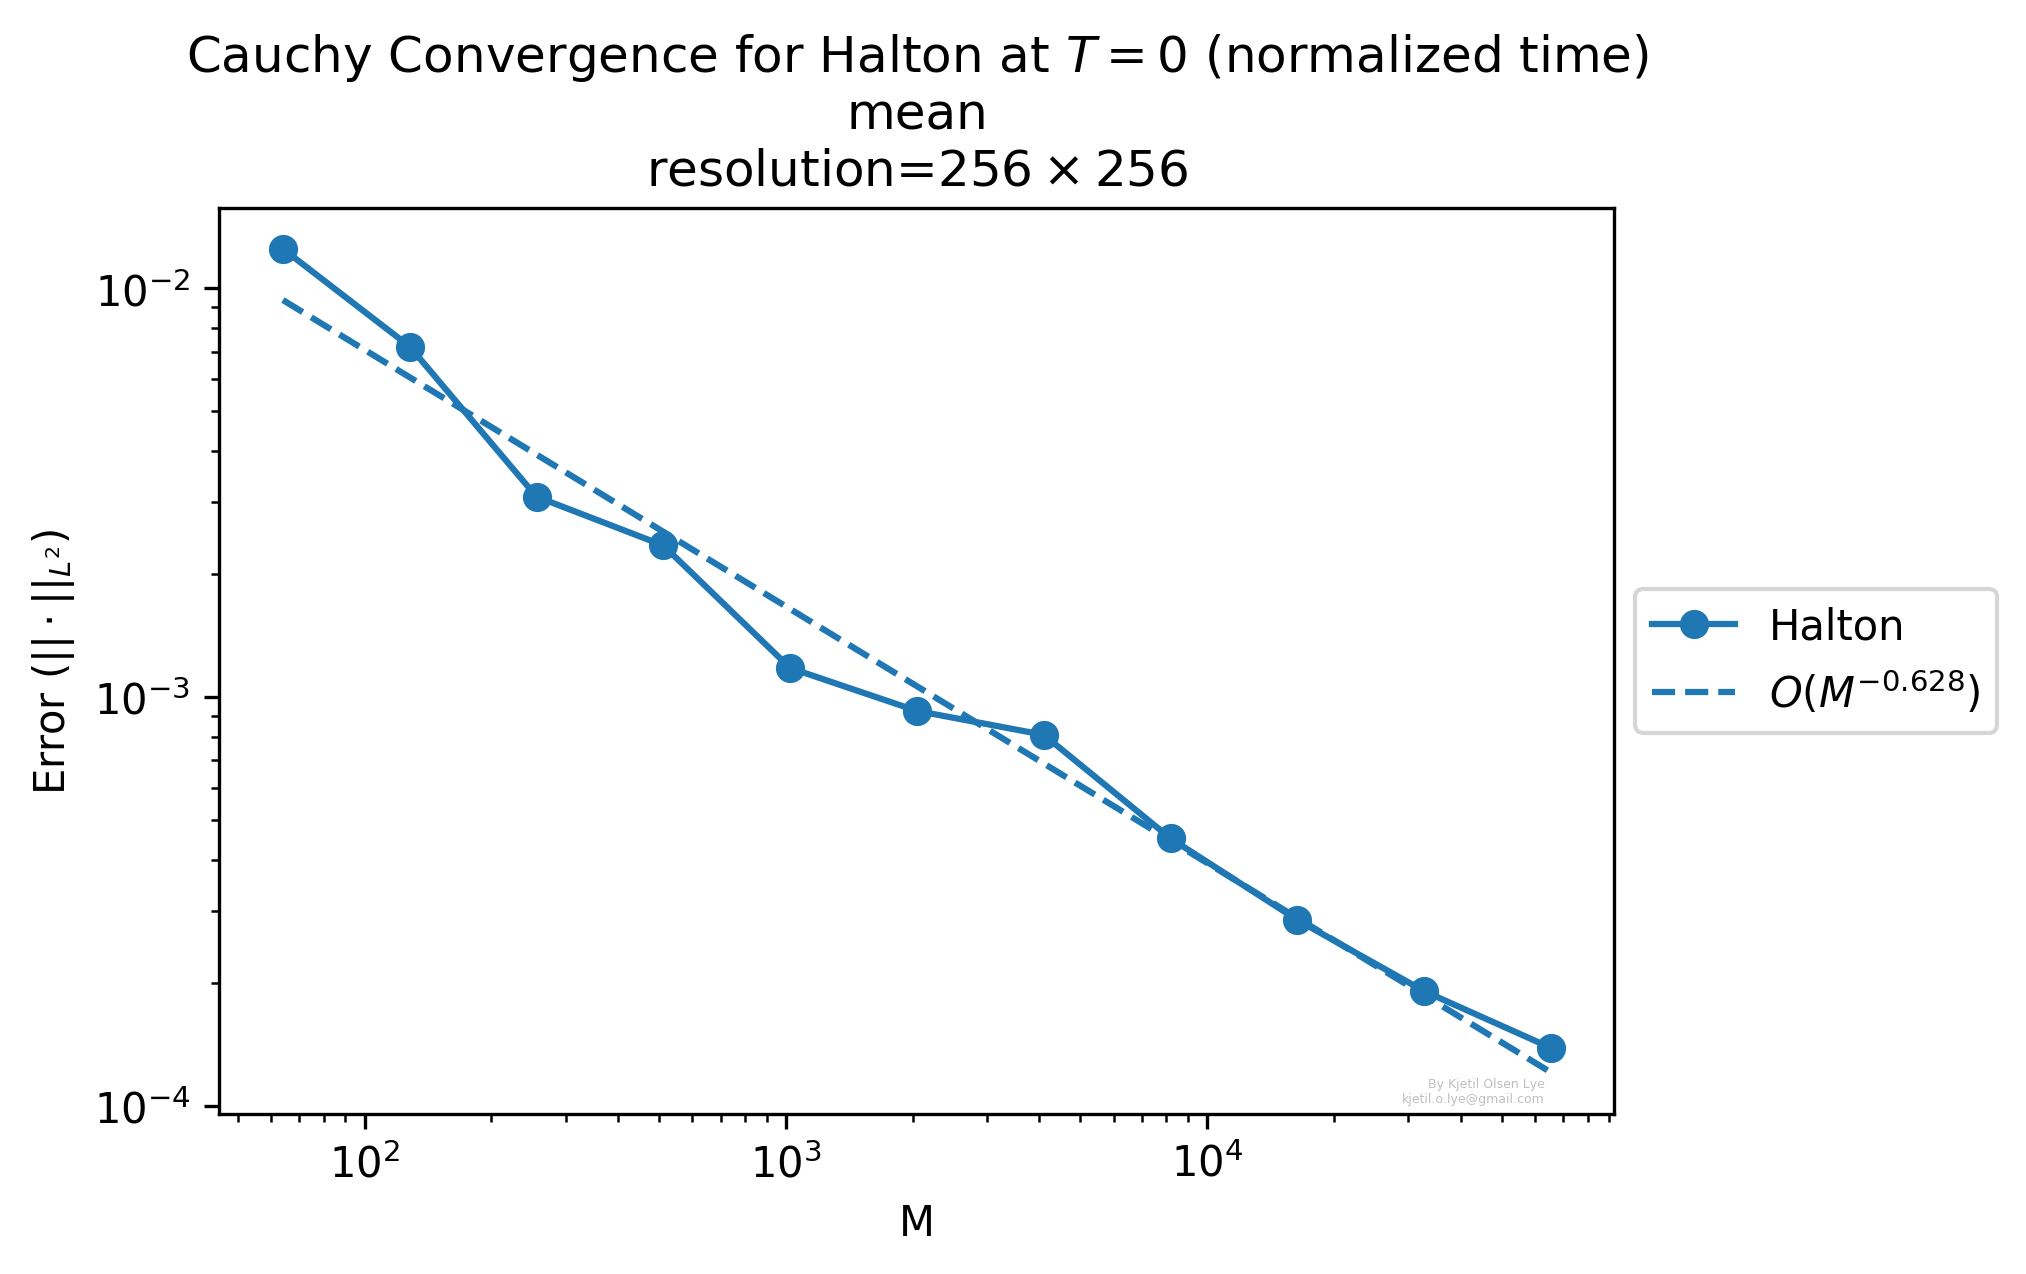 Cauchy Convergence for Halton at T = 0 (normalized time)
mean
resolution=256 × 256
Error (|| · ||_{L^2})
10^{-2}
10^{-3}
10^{-4}
10^2
10^3
10^4
M
Halton
O(M^{-0.628})
By Kjetil Olsen Lye
kjetil.o.lye@gmail.com